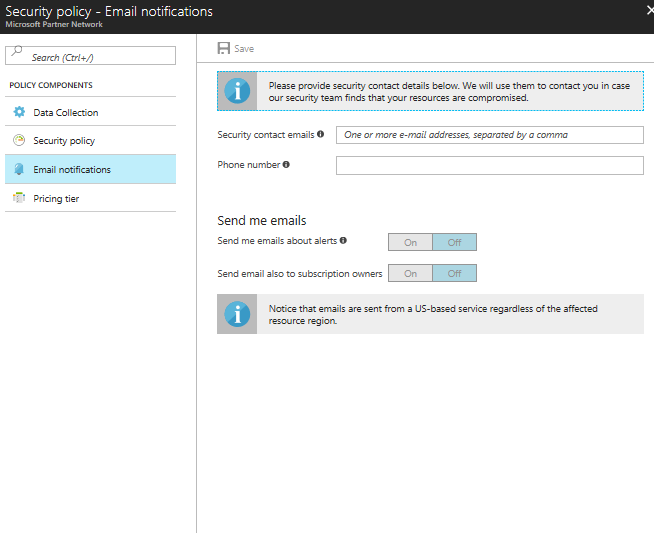 Security policy - Email notifications
Microsoft Partner Network
Search (Ctrl+/)
POLICY COMPONENTS
Data Collection
Security policy
Email notifications
Pricing tier
Save
Please provide security contact details below. We will use them to contact you in case
our security team finds that your resources are compromised.
Security contact emails
One or more e-mail addresses, separated by a comma
Phone number
Send me emails
Send me emails about alerts
On Off
Send email also to subscription owners
On Off
Notice that emails are sent from a US-based service regardless of the affected
resource region.